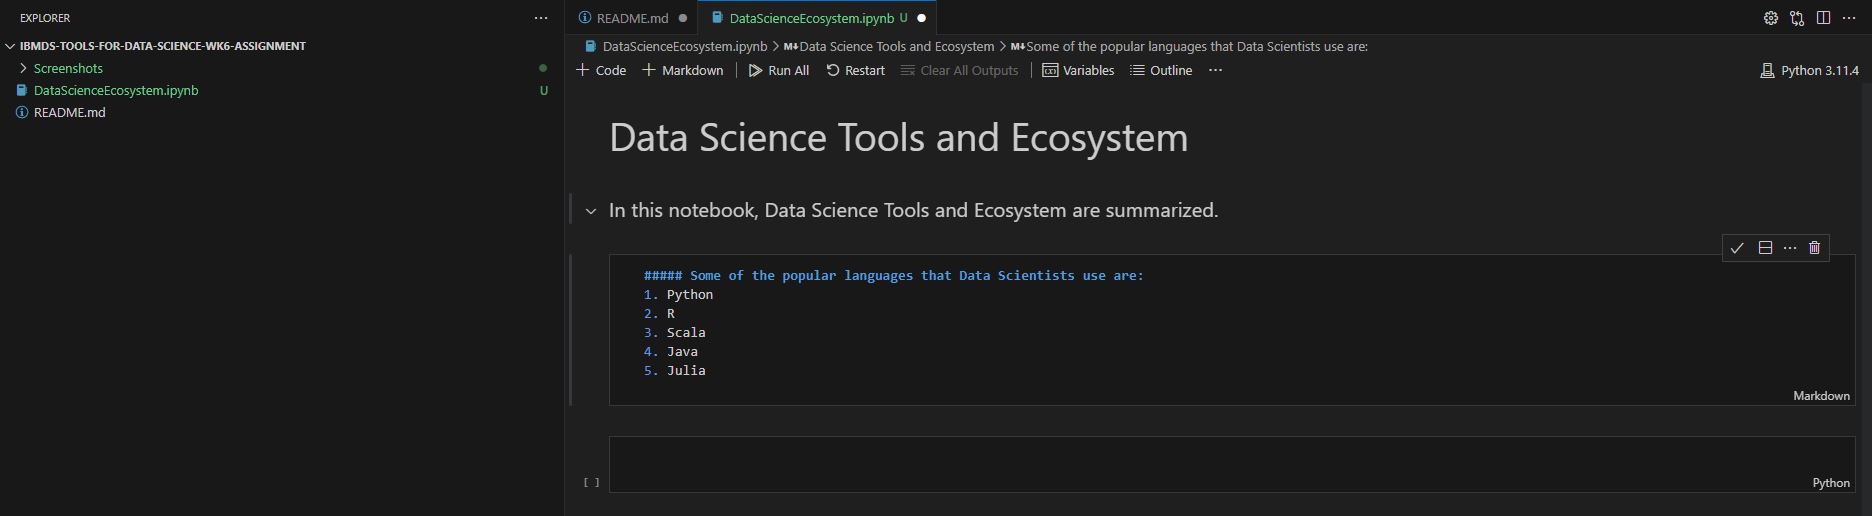 EXPLORER
IBMDS-TOOLS-FOR-DATA-SCIENCE-WK6-ASSIGNMENT
Screenshots
DataScienceEcosystem.ipynb U
README.md
README.md DataScienceEcosystem.ipynb U
DataScienceEcosystem.ipynb > M↓Data Science Tools and Ecosystem > M↓Some of the popular languages that Data Scientists use are:
+ Code + Markdown | Run All Restart Clear All Outputs | Variables Outline ··· Python 3.11.4
Data Science Tools and Ecosystem
In this notebook, Data Science Tools and Ecosystem are summarized.
##### Some of the popular languages that Data Scientists use are:
1. Python
2. R
3. Scala
4. Java
5. Julia
Markdown
[ ]
Python